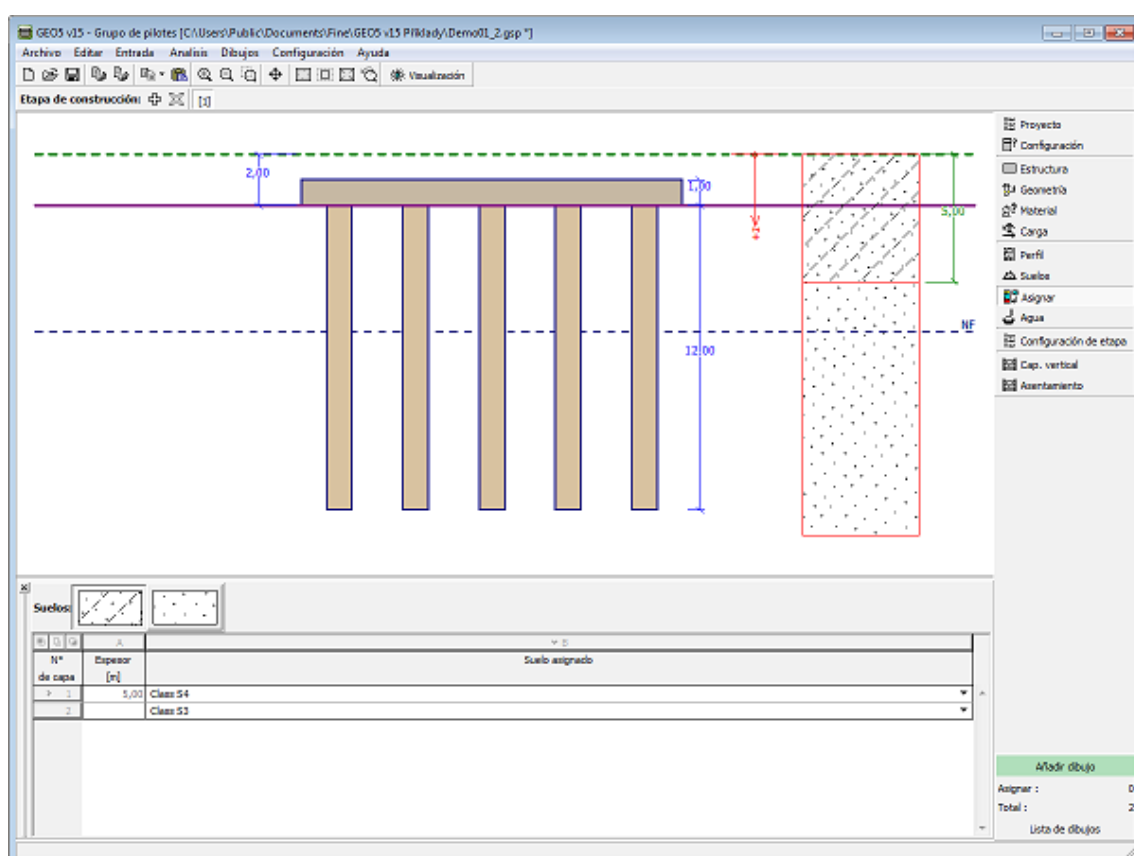 GEO5 v15 - Grupo de pilotes [C:\Users\Public\Documents\Fine\GEO5 v15 Příklady\Demo01_2.gsp *]
Archivo Editar Entrada Analisis Dibujos Configuración Ayuda
Visualización
Etapa de construcción: [1]
Proyecto
Configuración
Estructura
Geometría
Material
Carga
Perfil
Suelos
Asignar
Agua
Configuración de etapa
Cap. vertical
Asentamiento
2,00
1,00
+z
5,00
NF
12,00
Suelos:
A B
N° Espesor Suelo asignado
de capa [m]
> 1 5,00 Class S4
2 Class S3
Añadir dibujo
Asignar : 0
Total : 2
Lista de dibujos